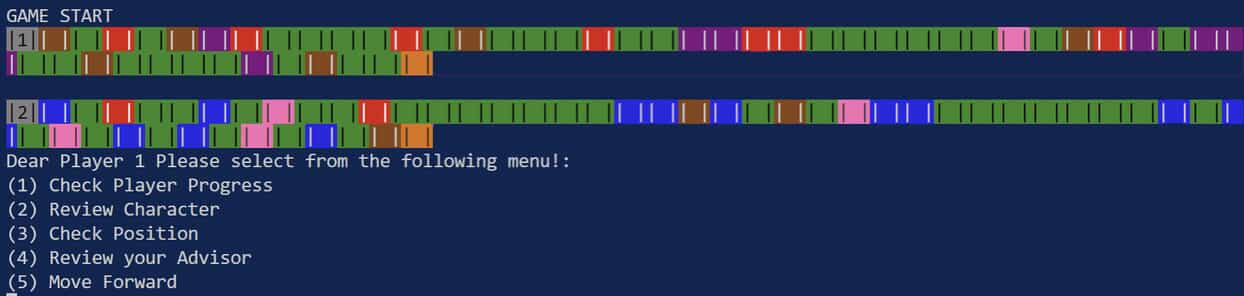 GAME START
|1|
|2|
Dear Player 1 Please select from the following menu!:
(1) Check Player Progress
(2) Review Character
(3) Check Position
(4) Review your Advisor
(5) Move Forward